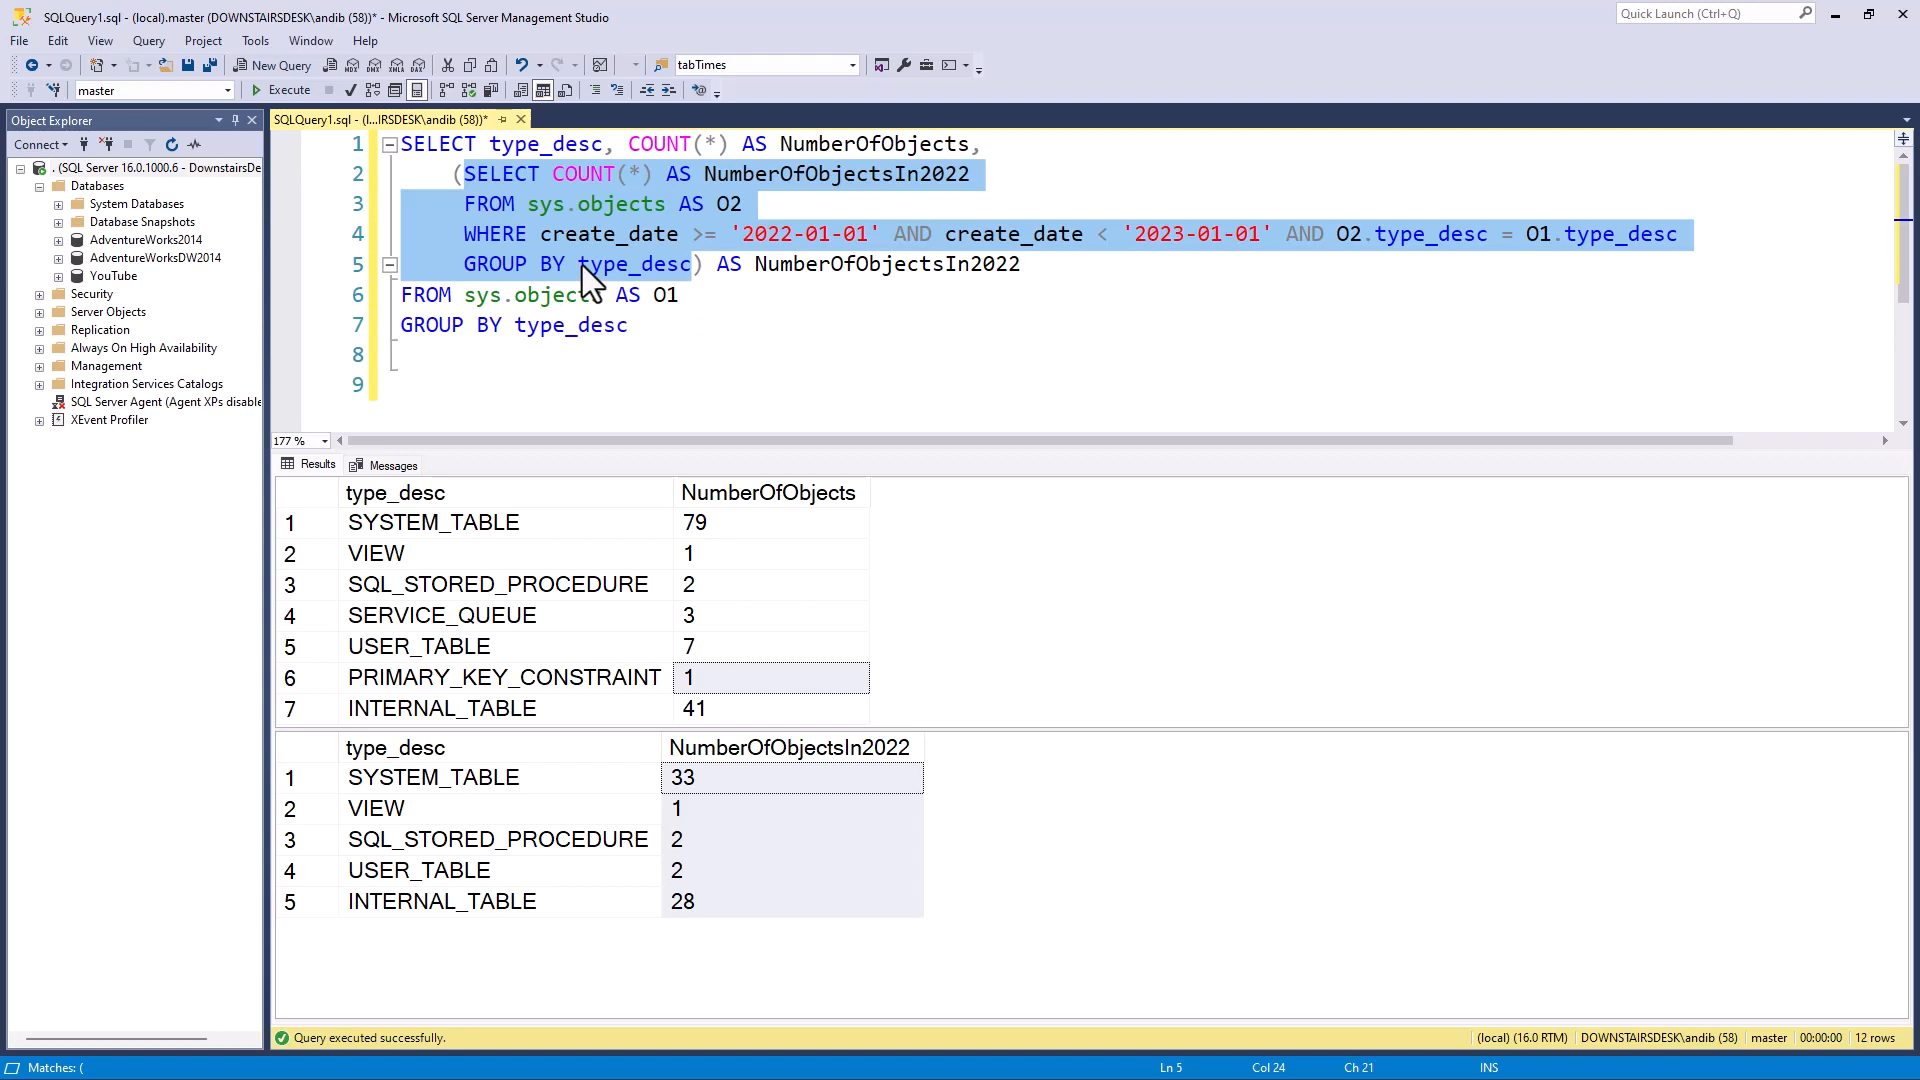 SQLQuery1.sql - (local).master (DOWNSTAIRSDESK\andib (58))* - Microsoft SQL Server Management Studio
Quick Launch (Ctrl+Q)
File Edit View Query Project Tools Window Help
New Query
MDX DMX XMLA DAX
tabTimes
master
Execute
Object Explorer
Connect
. (SQL Server 16.0.1000.6 - DownstairsDe
Databases
System Databases
Database Snapshots
AdventureWorks2014
AdventureWorksDW2014
YouTube
Security
Server Objects
Replication
Always On High Availability
Management
Integration Services Catalogs
SQL Server Agent (Agent XPs disable
XEvent Profiler
SQLQuery1.sql - (l...IRSDESK\andib (58))*
1 SELECT type_desc, COUNT(*) AS NumberOfObjects,
2 (SELECT COUNT(*) AS NumberOfObjectsIn2022
3 FROM sys.objects AS O2
4 WHERE create_date >= '2022-01-01' AND create_date < '2023-01-01' AND O2.type_desc = O1.type_desc
5 GROUP BY type_desc) AS NumberOfObjectsIn2022
6 FROM sys.object AS O1
7 GROUP BY type_desc
8
9
177 %
Results Messages
type_desc NumberOfObjects
1 SYSTEM_TABLE 79
2 VIEW 1
3 SQL_STORED_PROCEDURE 2
4 SERVICE_QUEUE 3
5 USER_TABLE 7
6 PRIMARY_KEY_CONSTRAINT 1
7 INTERNAL_TABLE 41
type_desc NumberOfObjectsIn2022
1 SYSTEM_TABLE 33
2 VIEW 1
3 SQL_STORED_PROCEDURE 2
4 USER_TABLE 2
5 INTERNAL_TABLE 28
Query executed successfully.
(local) (16.0 RTM) DOWNSTAIRSDESK\andib (58) master 00:00:00 12 rows
Matches: (
Ln 5 Col 24 Ch 21 INS